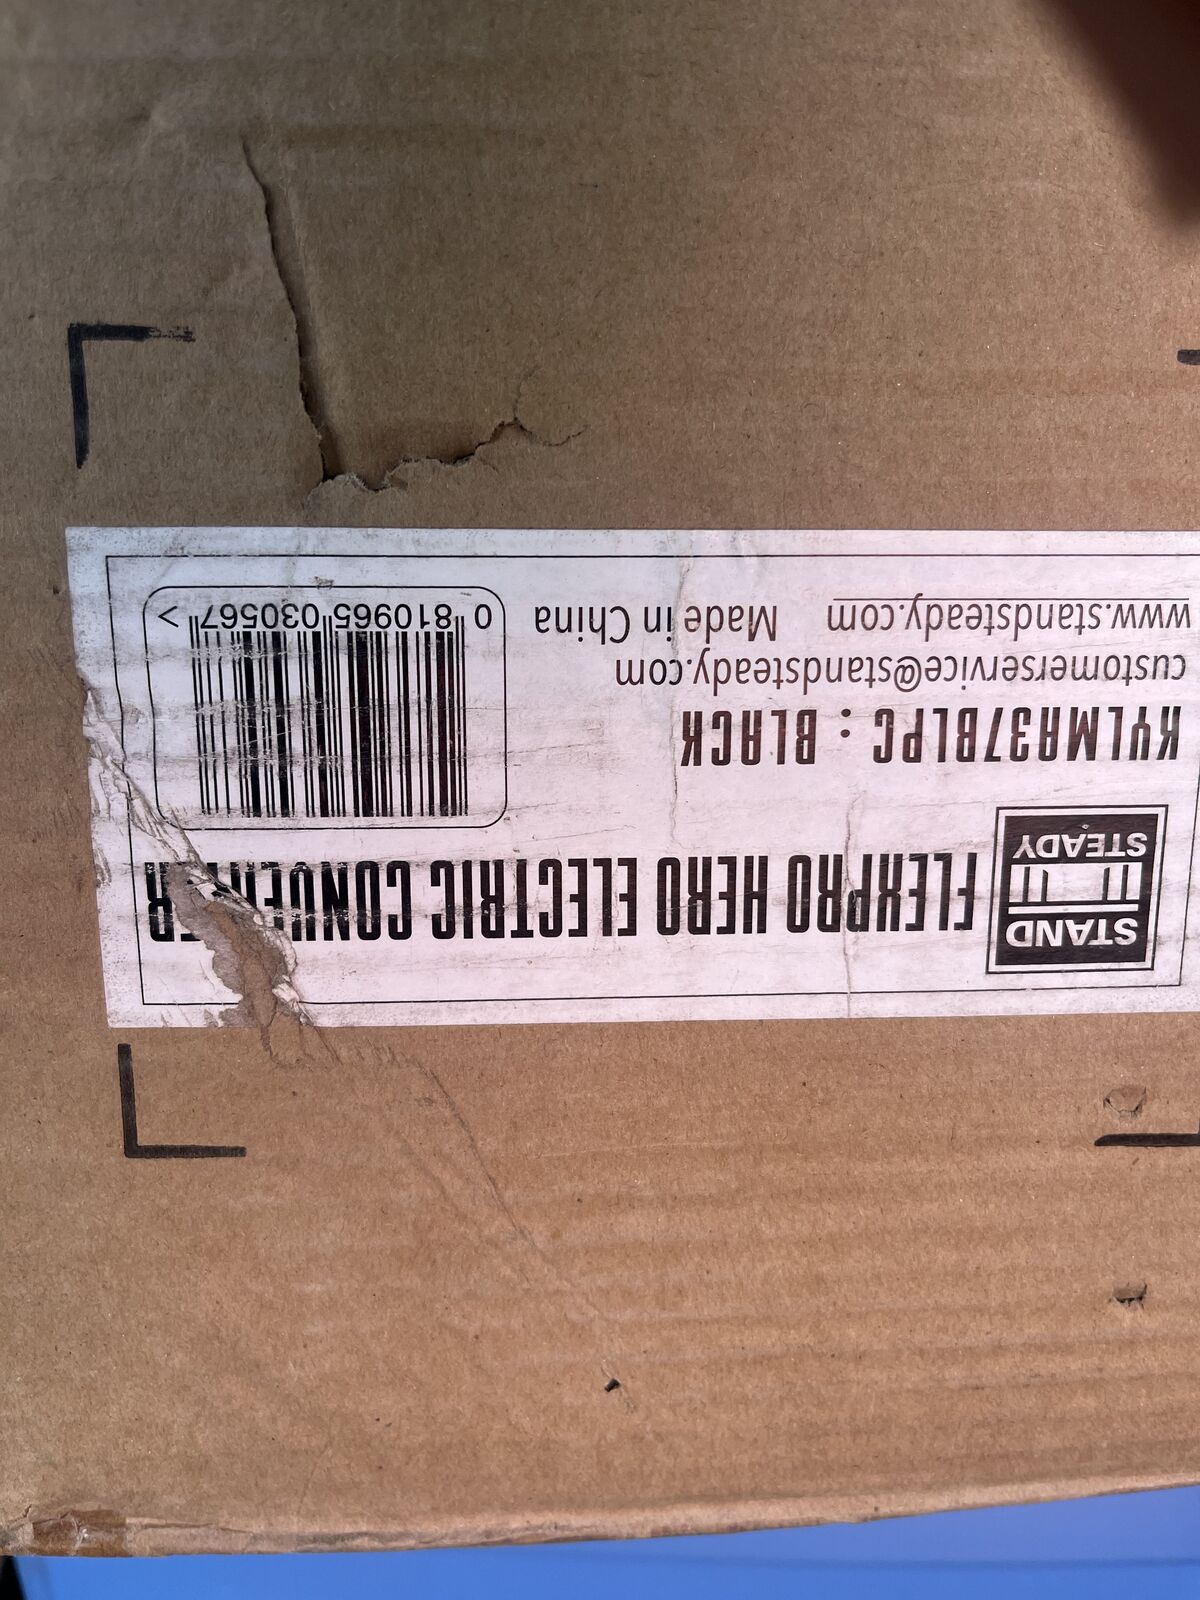 STAND
STEADY
FLEXPRO HERO ELECTRIC CONVERTER
KYLMA37BLPC : BLACK
customerservice@standsteady.com
www.standsteady.com Made in China
0 810965 030567 >